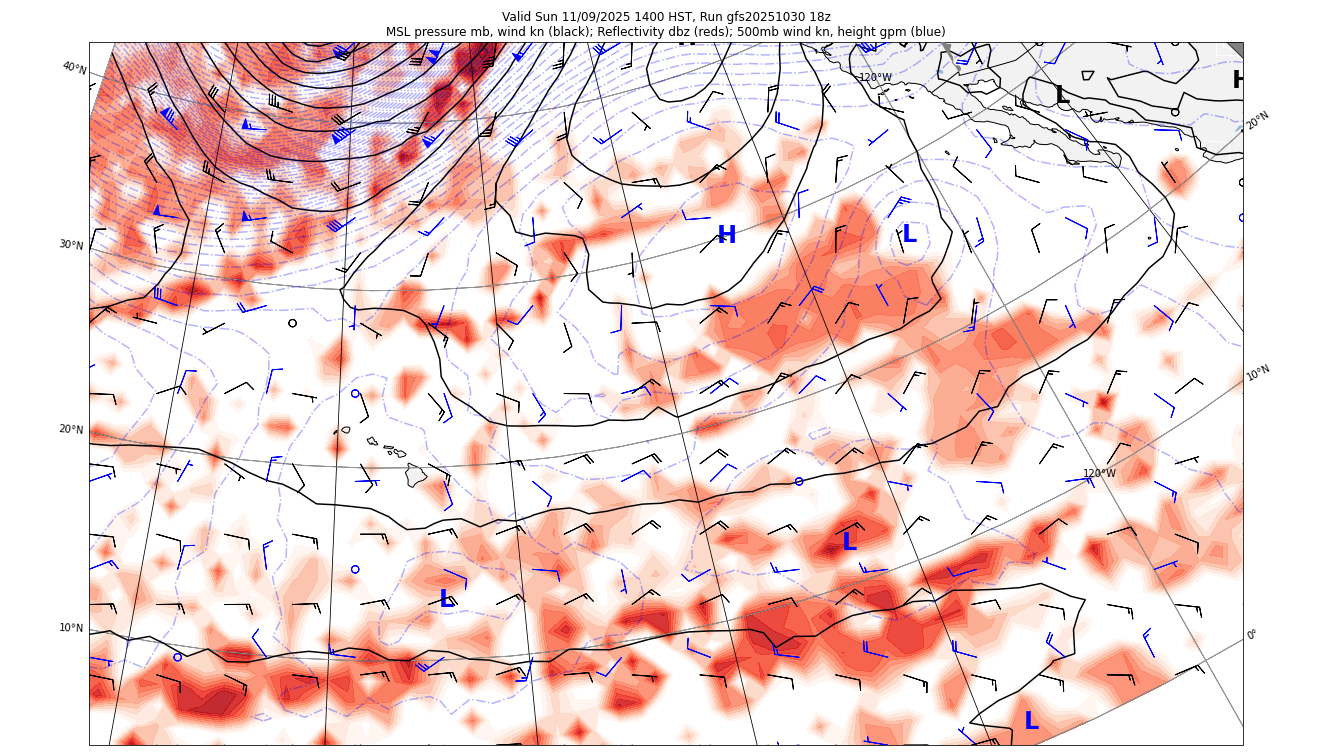 Valid Sun 11/09/2025 1400 HST, Run gfs20251030 18z
MSL pressure mb, wind kn (black); Reflectivity dbz (reds); 500mb wind kn, height gpm (blue)
40°N
120°W
H
L
20°N
30°N
H
L
10°N
20°N
120°W
L
L
10°N
0°
L